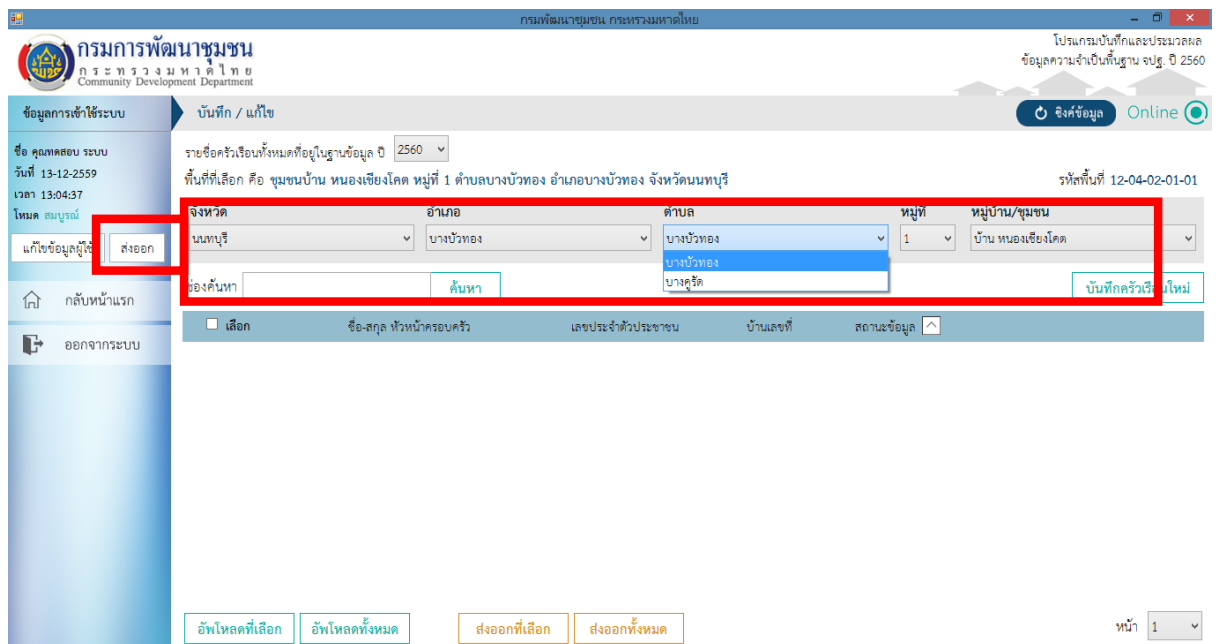 กรมพัฒนาชุมชน กระทรวงมหาดไทย
กรมการพัฒนาชุมชน
กระทรวงมหาดไทย
Community Development Department
โปรแกรมบันทึกและประมวลผล
ข้อมูลความจำเป็นพื้นฐาน จปฐ. ปี 2560
ข้อมูลการเข้าใช้ระบบ
บันทึก / แก้ไข
ซิงค์ข้อมูล
Online
ชื่อ คุณทดสอบ ระบบ
วันที่ 13-12-2559
เวลา 13:04:37
โหมด สมบูรณ์
แก้ไขข้อมูลผู้ใช้
ส่งออก
กลับหน้าแรก
ออกจากระบบ
รายชื่อครัวเรือนทั้งหมดที่อยู่ในฐานข้อมูล ปี 2560
พื้นที่ที่เลือก คือ ชุมชนบ้าน หนองเชียงโคต หมู่ที่ 1 ตำบลบางบัวทอง อำเภอบางบัวทอง จังหวัดนนทบุรี
รหัสพื้นที่ 12-04-02-01-01
จังหวัด อำเภอ ตำบล หมู่ที่ หมู่บ้าน/ชุมชน
นนทบุรี บางบัวทอง บางบัวทอง 1 บ้าน หนองเชียงโคต
บางบัวทอง
บางคูรัด
ช่องค้นหา ค้นหา บันทึกครัวเรือนใหม่
เลือก ชื่อ-สกุล หัวหน้าครอบครัว เลขประจำตัวประชาชน บ้านเลขที่ สถานะข้อมูล
อัพโหลดที่เลือก อัพโหลดทั้งหมด ส่งออกที่เลือก ส่งออกทั้งหมด หน้า 1